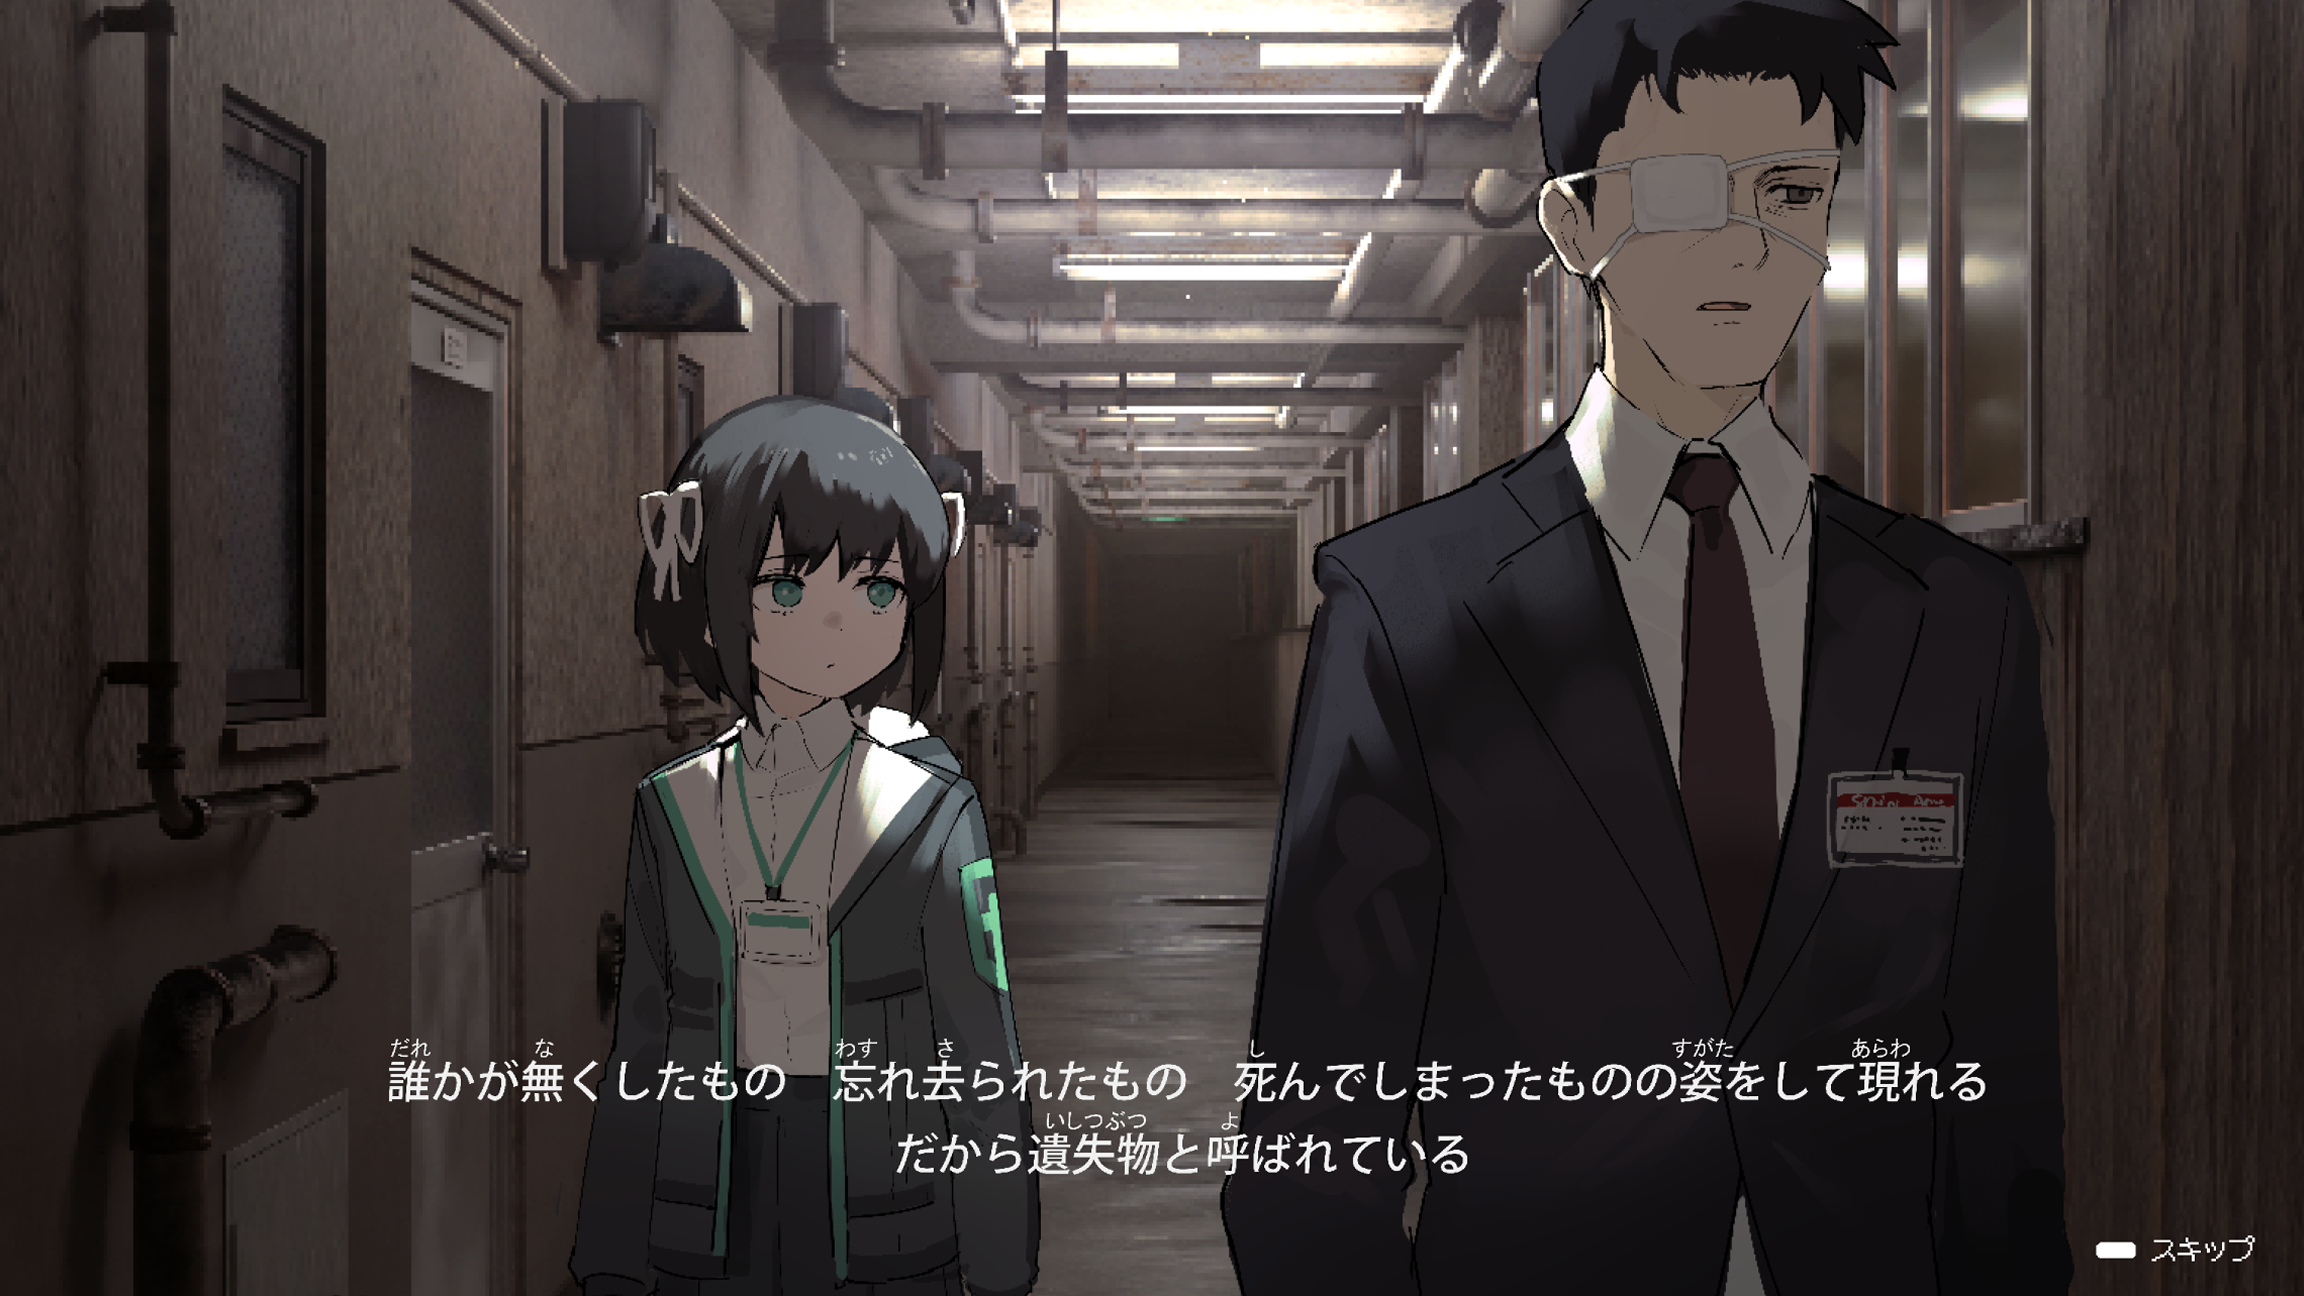 誰かが無くしたもの　忘れ去られたもの　死んでしまったものの姿をして現れる
だから遺失物と呼ばれている
スキップ